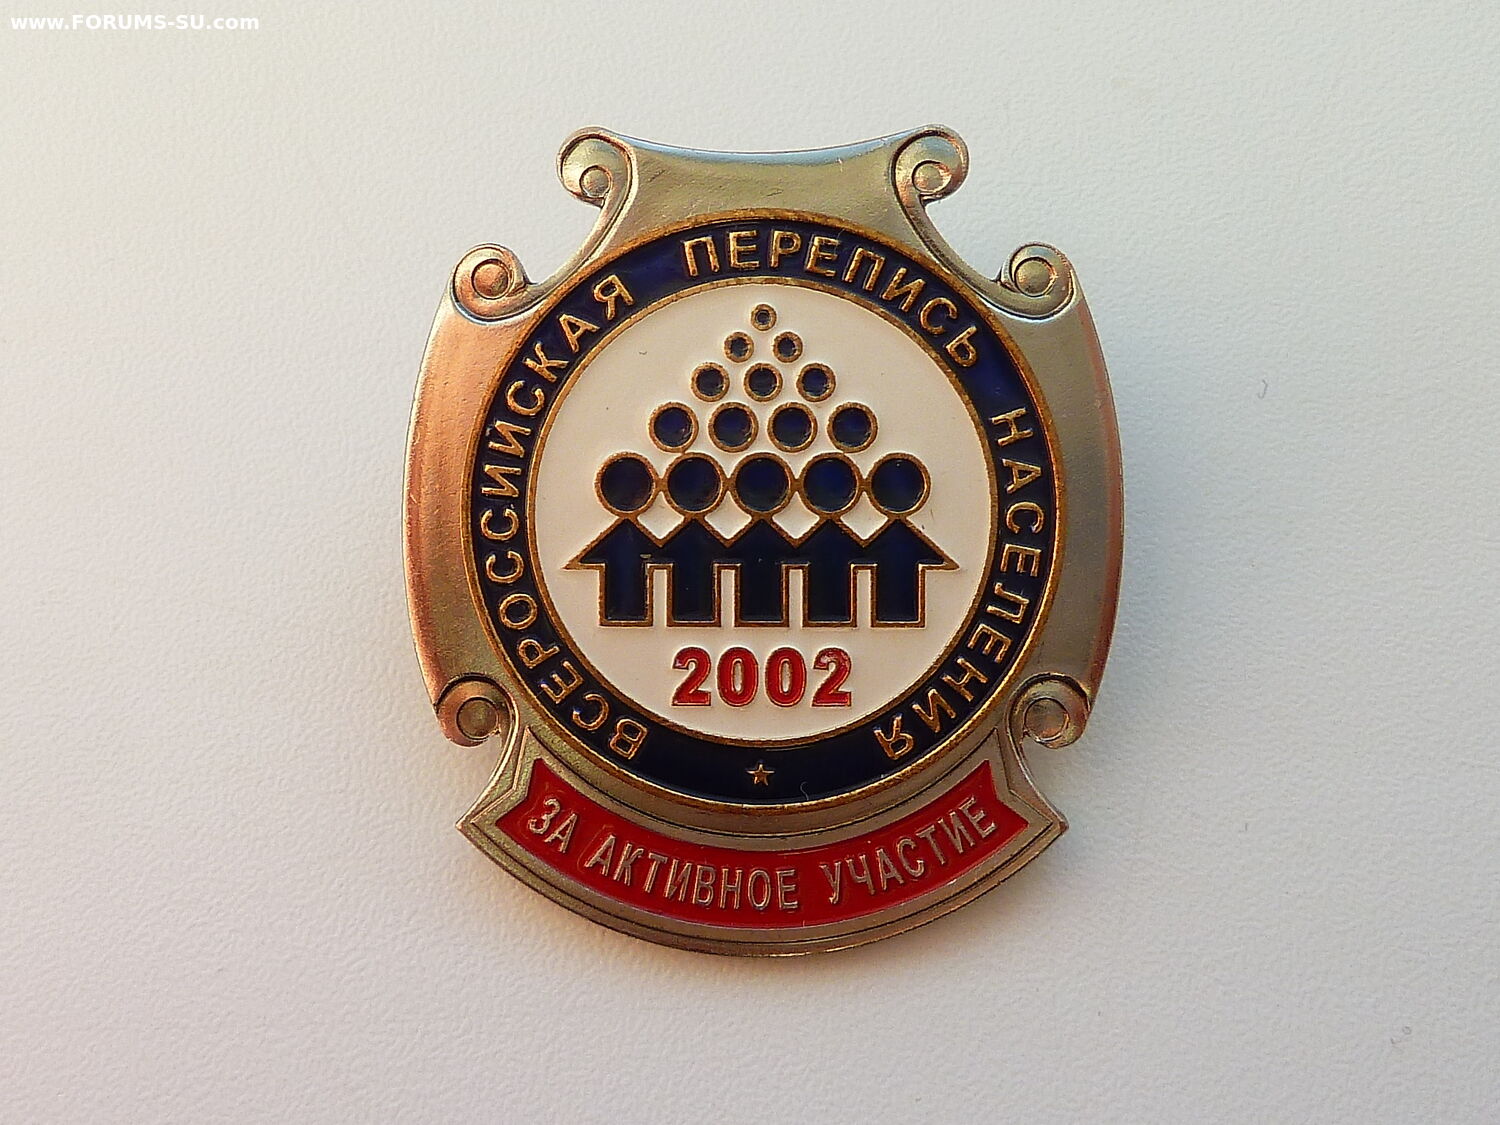 www.FORUMS-SU.com
ВСЕРОССИЙСКАЯ ПЕРЕПИСЬ НАСЕЛЕНИЯ
2002
ЗА АКТИВНОЕ УЧАСТИЕ